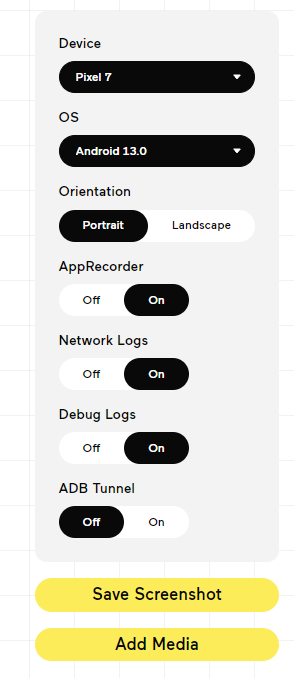 Device
Pixel 7
OS
Android 13.0
Orientation
Portrait Landscape
AppRecorder
Off On
Network Logs
Off On
Debug Logs
Off On
ADB Tunnel
Off On
Save Screenshot
Add Media